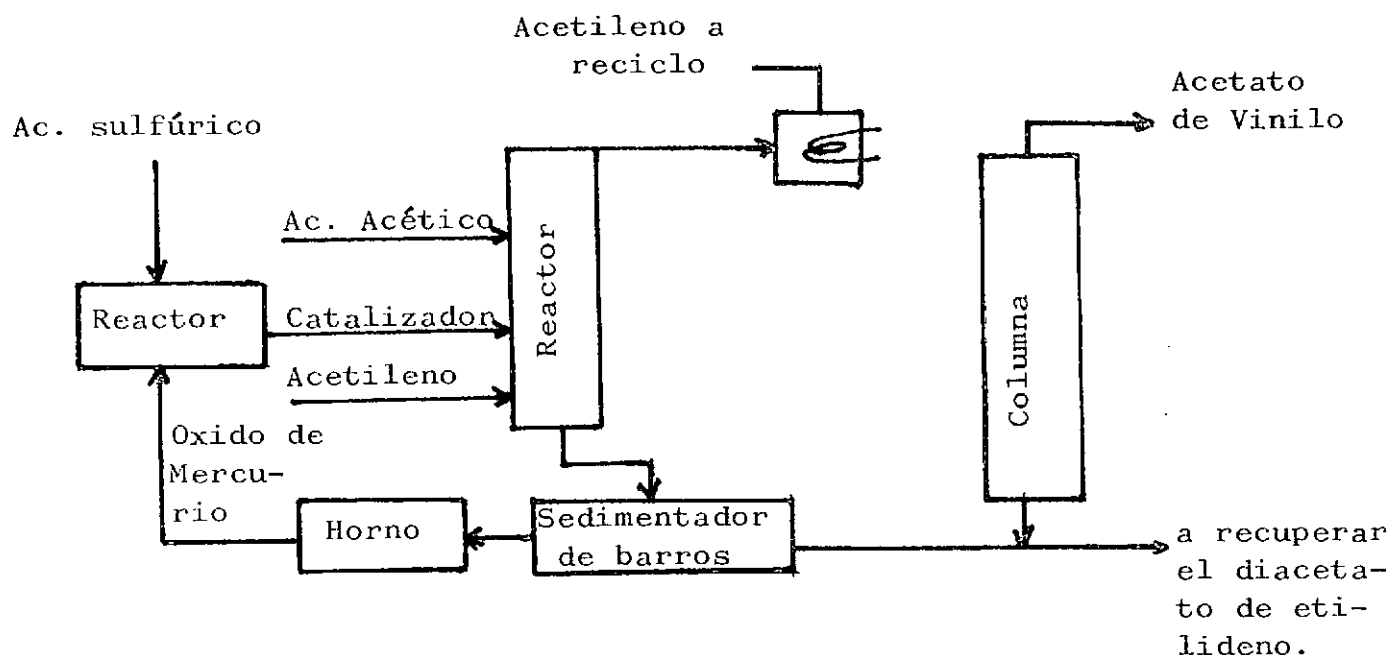 Acetileno a
reciclo
Acetato
de Vinilo
Ac. sulfúrico
Ac. Acético
Reactor
Reactor
Catalizador
Columna
Acetileno
Oxido de
Mercu-
rio
Horno
Sedimentador
de barros
a recuperar
el diaceta-
to de eti-
lideno.